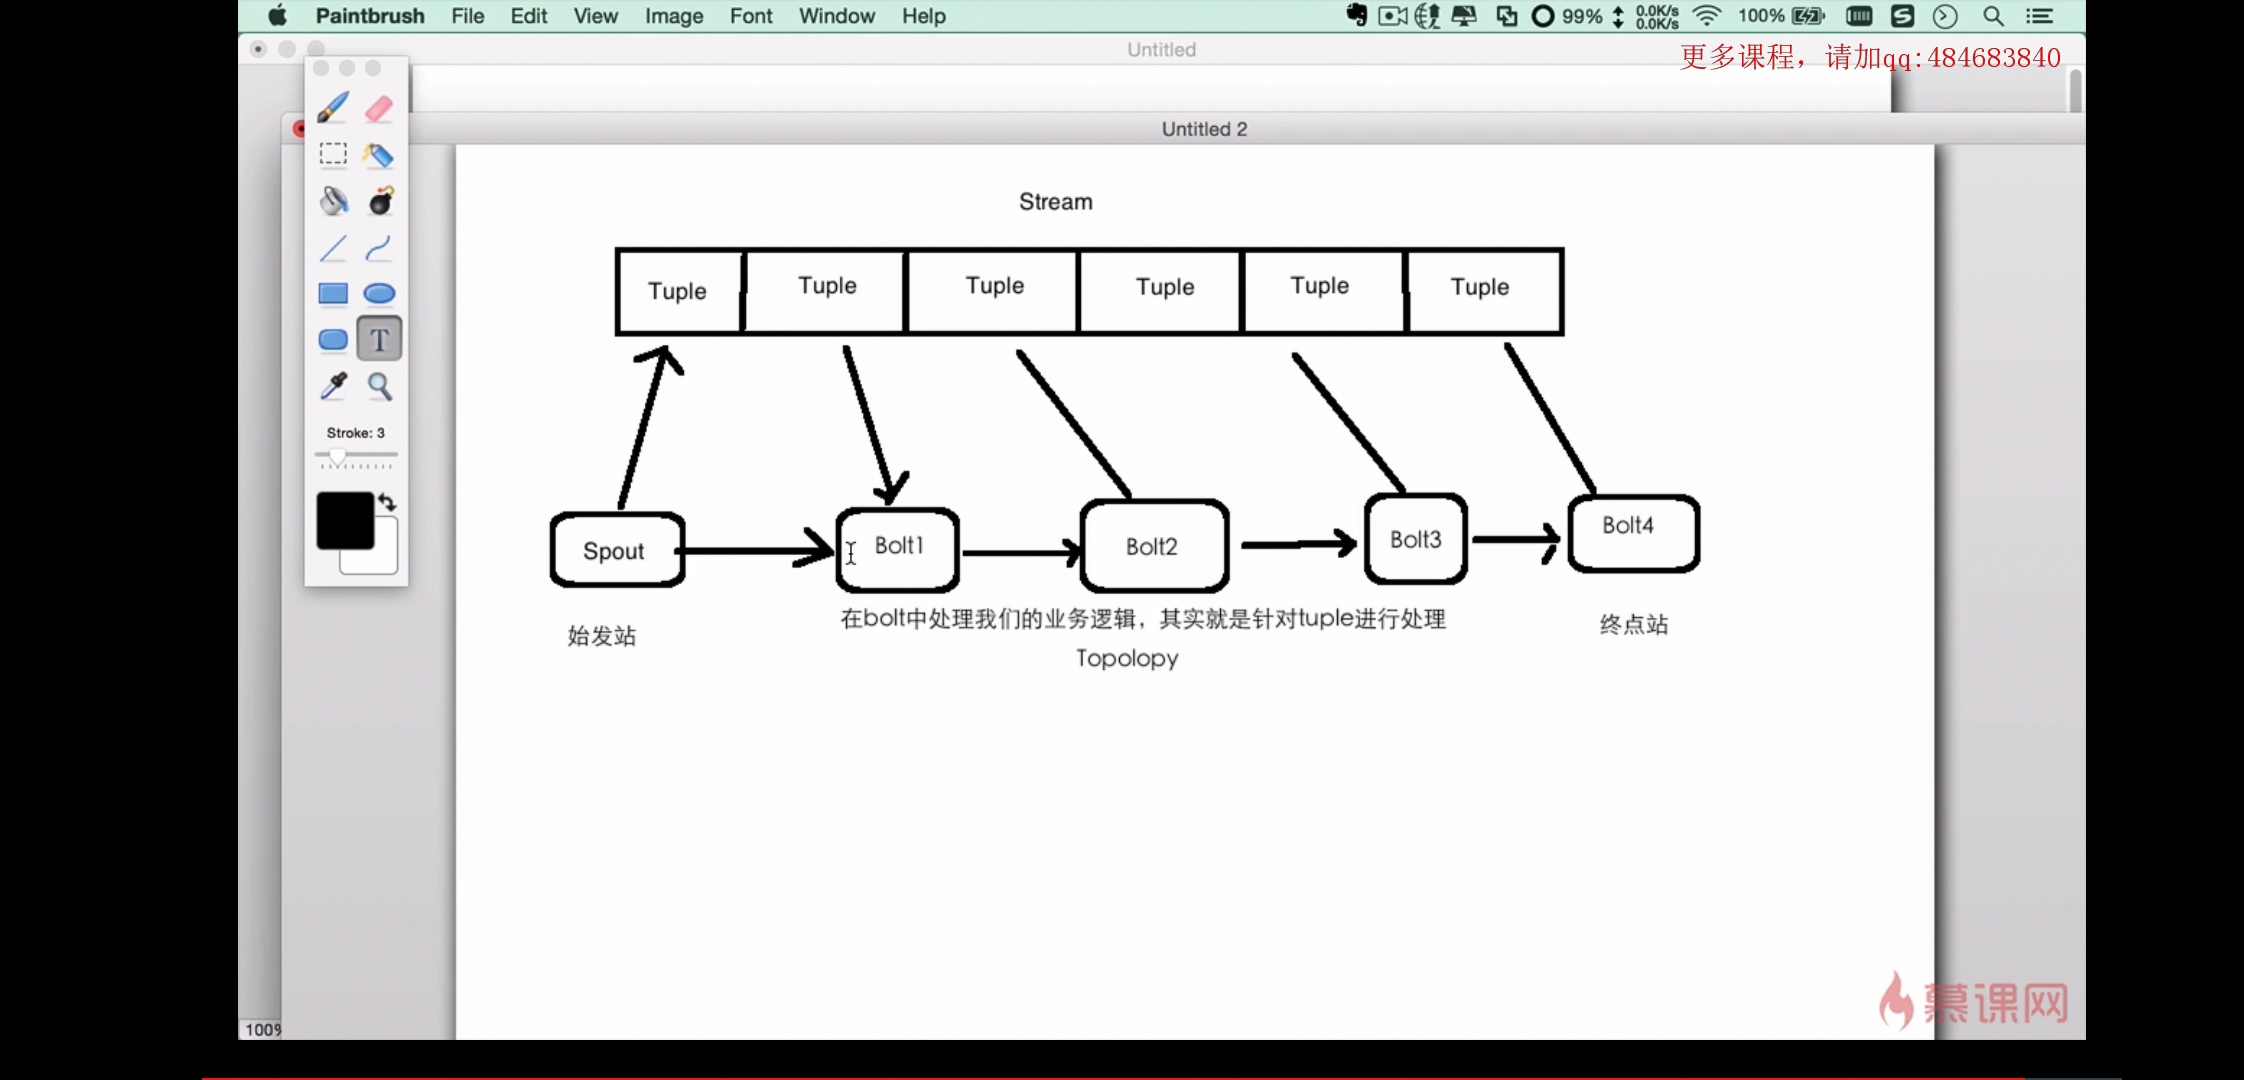 Paintbrush File Edit View Image Font Window Help 99% 0.0K/s 0.0K/s 100%
Untitled
更多课程，请加qq:484683840
Untitled 2
Stream
Tuple Tuple Tuple Tuple Tuple Tuple
Stroke: 3
Spout Bolt1 Bolt2 Bolt3 Bolt4
在bolt中处理我们的业务逻辑，其实就是针对tuple进行处理
始发站 终点站
Topolopy
慕课网
100%